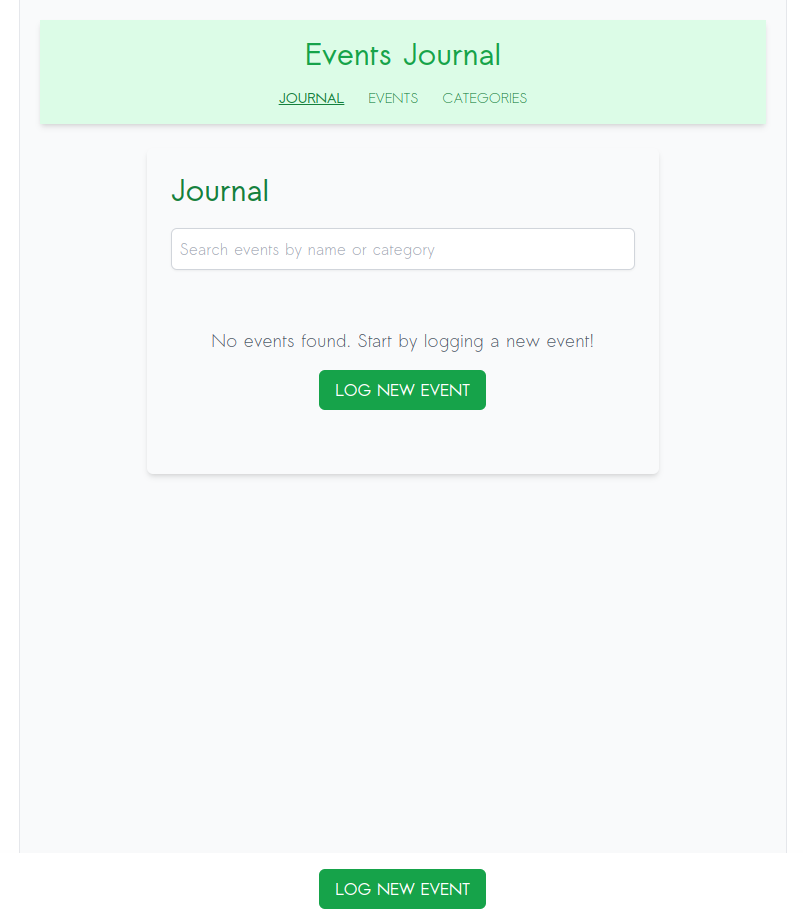 Events Journal
JOURNAL EVENTS CATEGORIES
Journal
Search events by name or category
No events found. Start by logging a new event!
LOG NEW EVENT
LOG NEW EVENT